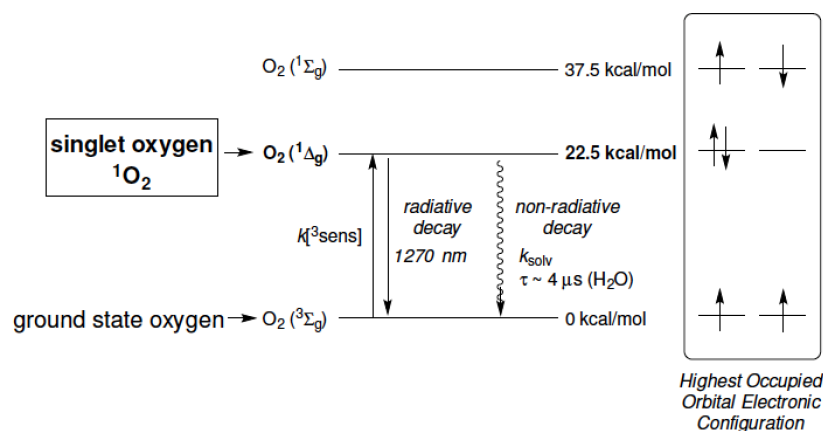 O₂ (¹Σg)
37.5 kcal/mol
singlet oxygen
¹O₂
O₂ (¹Δg)
22.5 kcal/mol
k[³sens]
radiative
decay
1270 nm
non-radiative
decay
ksolv
τ ~ 4 μs (H₂O)
ground state oxygen
O₂ (³Σg)
0 kcal/mol
Highest Occupied
Orbital Electronic
Configuration